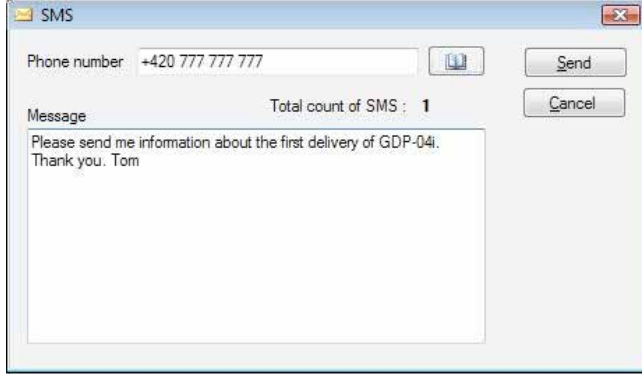 SMS
Phone number +420 777 777 777
Send
Total count of SMS : 1
Cancel
Message
Please send me information about the first delivery of GDP-04i.
Thank you. Tom